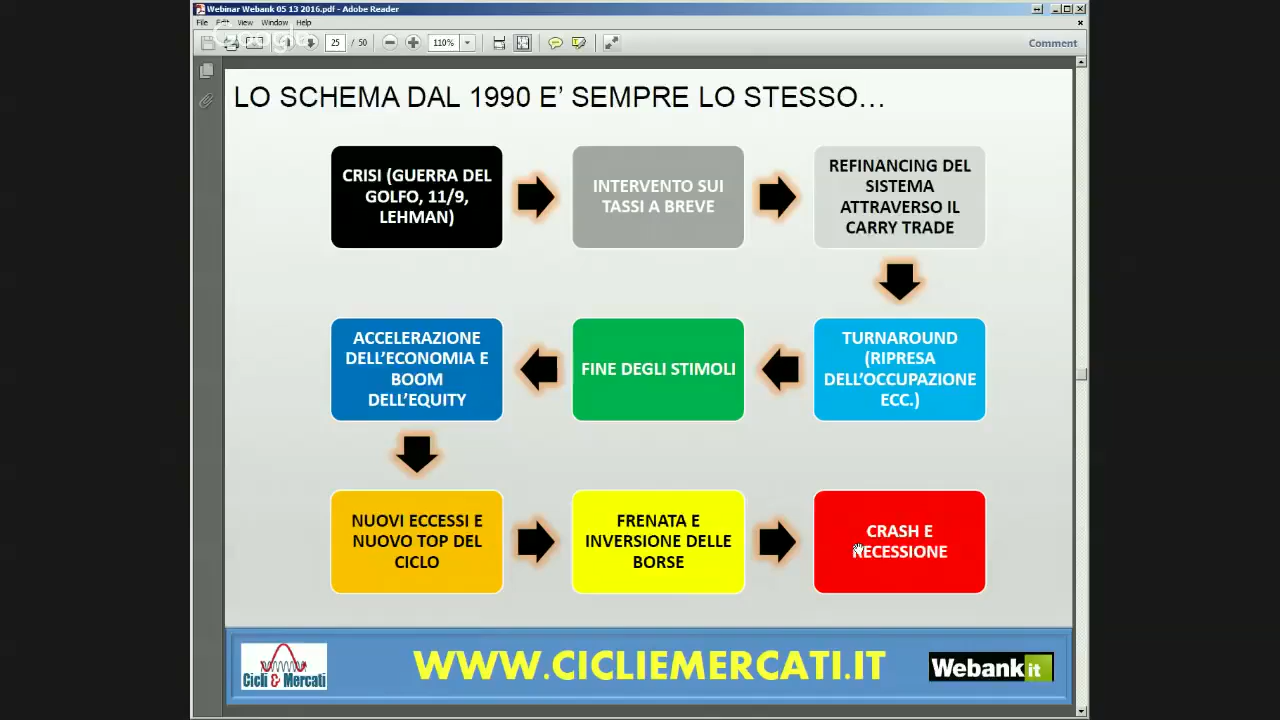 Webinar Webank 05 13 2016.pdf - Adobe Reader
File Edit View Window Help
25 / 50 110% Comment
LO SCHEMA DAL 1990 E' SEMPRE LO STESSO…
CRISI (GUERRA DEL
GOLFO, 11/9,
LEHMAN)
INTERVENTO SUI
TASSI A BREVE
REFINANCING DEL
SISTEMA
ATTRAVERSO IL
CARRY TRADE
TURNAROUND
(RIPRESA
DELL'OCCUPAZIONE
ECC.)
FINE DEGLI STIMOLI
ACCELERAZIONE
DELL'ECONOMIA E
BOOM
DELL'EQUITY
NUOVI ECCESSI E
NUOVO TOP DEL
CICLO
FRENATA E
INVERSIONE DELLE
BORSE
CRASH E
RECESSIONE
Cicli & Mercati
WWW.CICLIEMERCATI.IT
Webank it